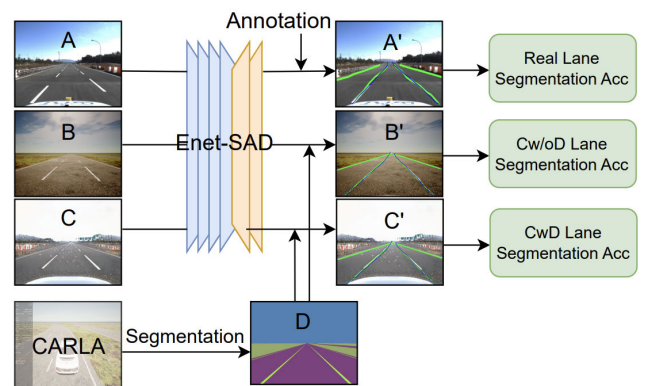 Annotation
A
A'
Real Lane
Segmentation Acc
B
Enet-SAD
B'
Cw/oD Lane
Segmentation Acc
C
C'
CwD Lane
Segmentation Acc
CARLA
Segmentation
D